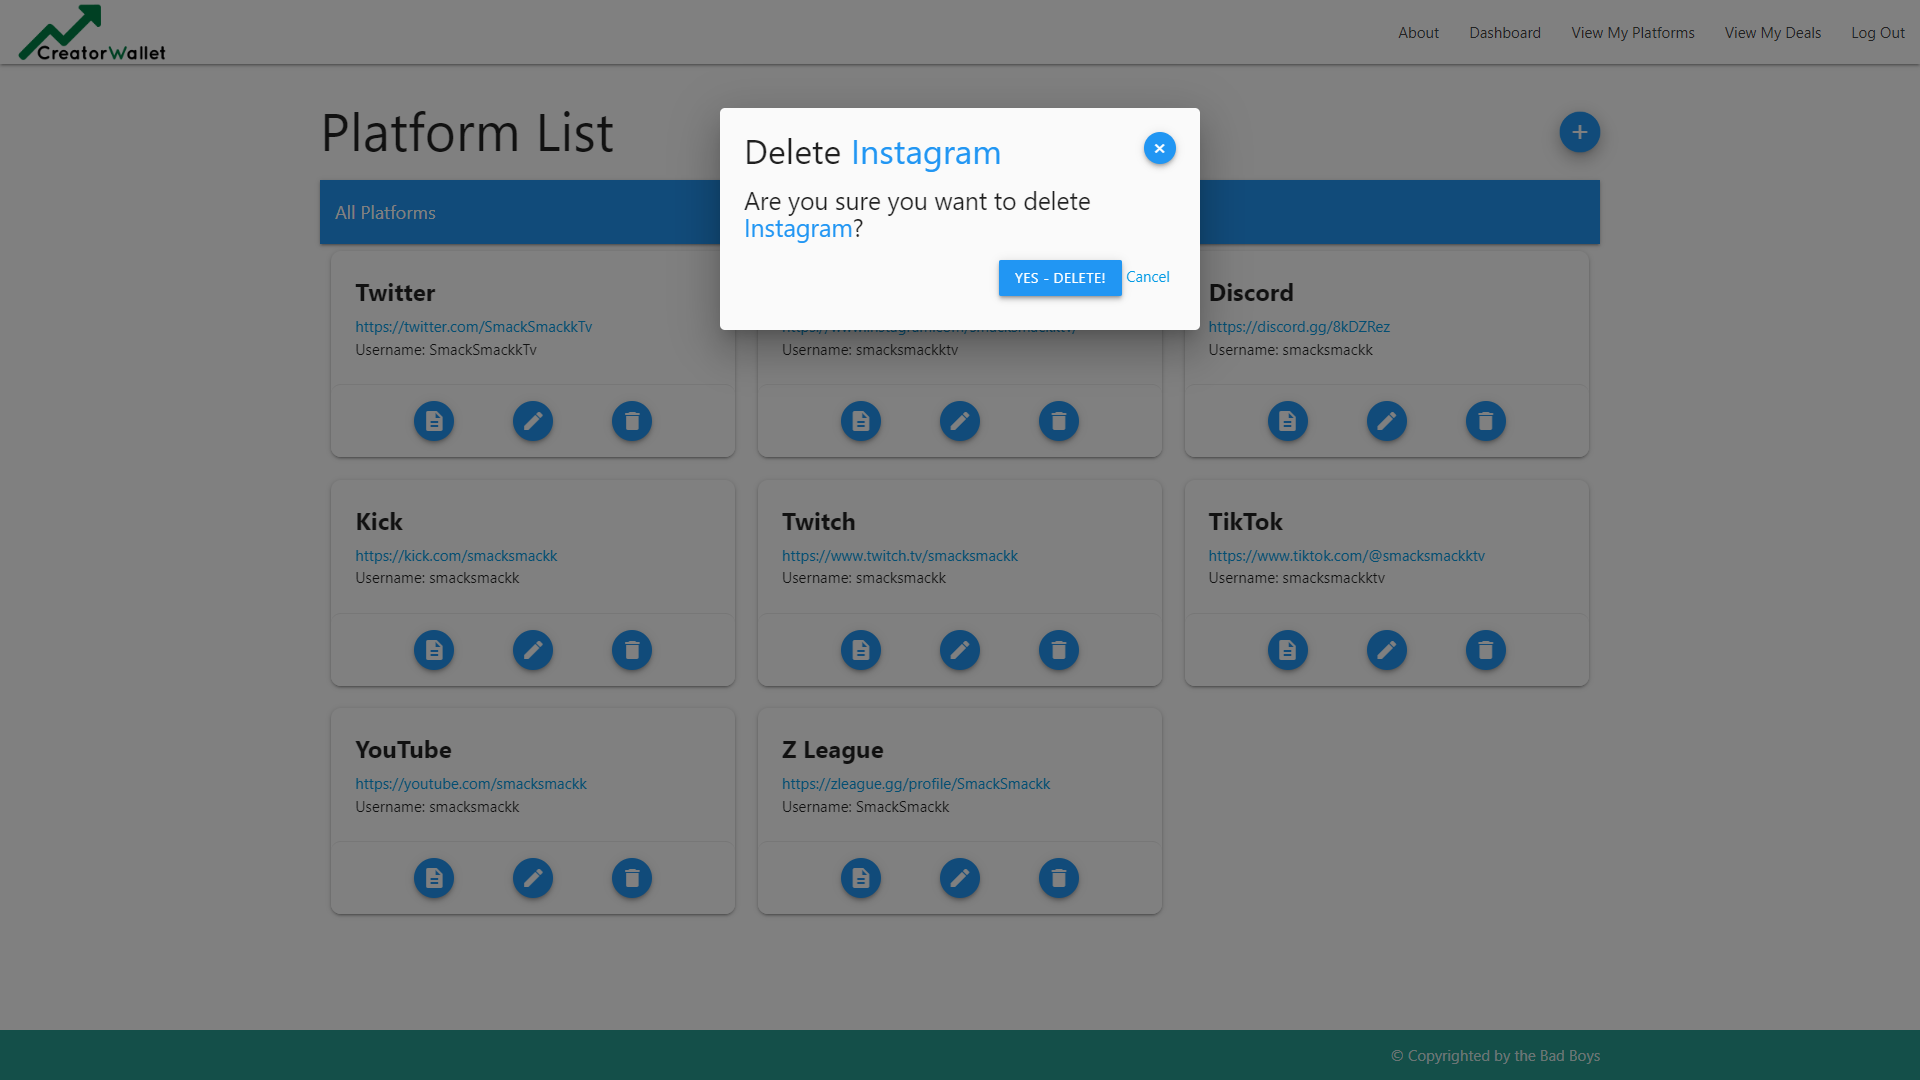 CreatorWallet
About
Dashboard
View My Platforms
View My Deals
Log Out
Platform List
All Platforms
Delete Instagram
Are you sure you want to delete
Instagram?
YES - DELETE!
Cancel
Twitter
https://twitter.com/SmackSmackkTv
Username: SmackSmackkTv
Username: smacksmackktv
Discord
https://discord.gg/8kDZRez
Username: smacksmackk
Kick
https://kick.com/smacksmackk
Username: smacksmackk
Twitch
https://www.twitch.tv/smacksmackk
Username: smacksmackk
TikTok
https://www.tiktok.com/@smacksmackktv
Username: smacksmackktv
YouTube
https://youtube.com/smacksmackk
Username: smacksmackk
Z League
https://zleague.gg/profile/SmackSmackk
Username: SmackSmackk
© Copyrighted by the Bad Boys